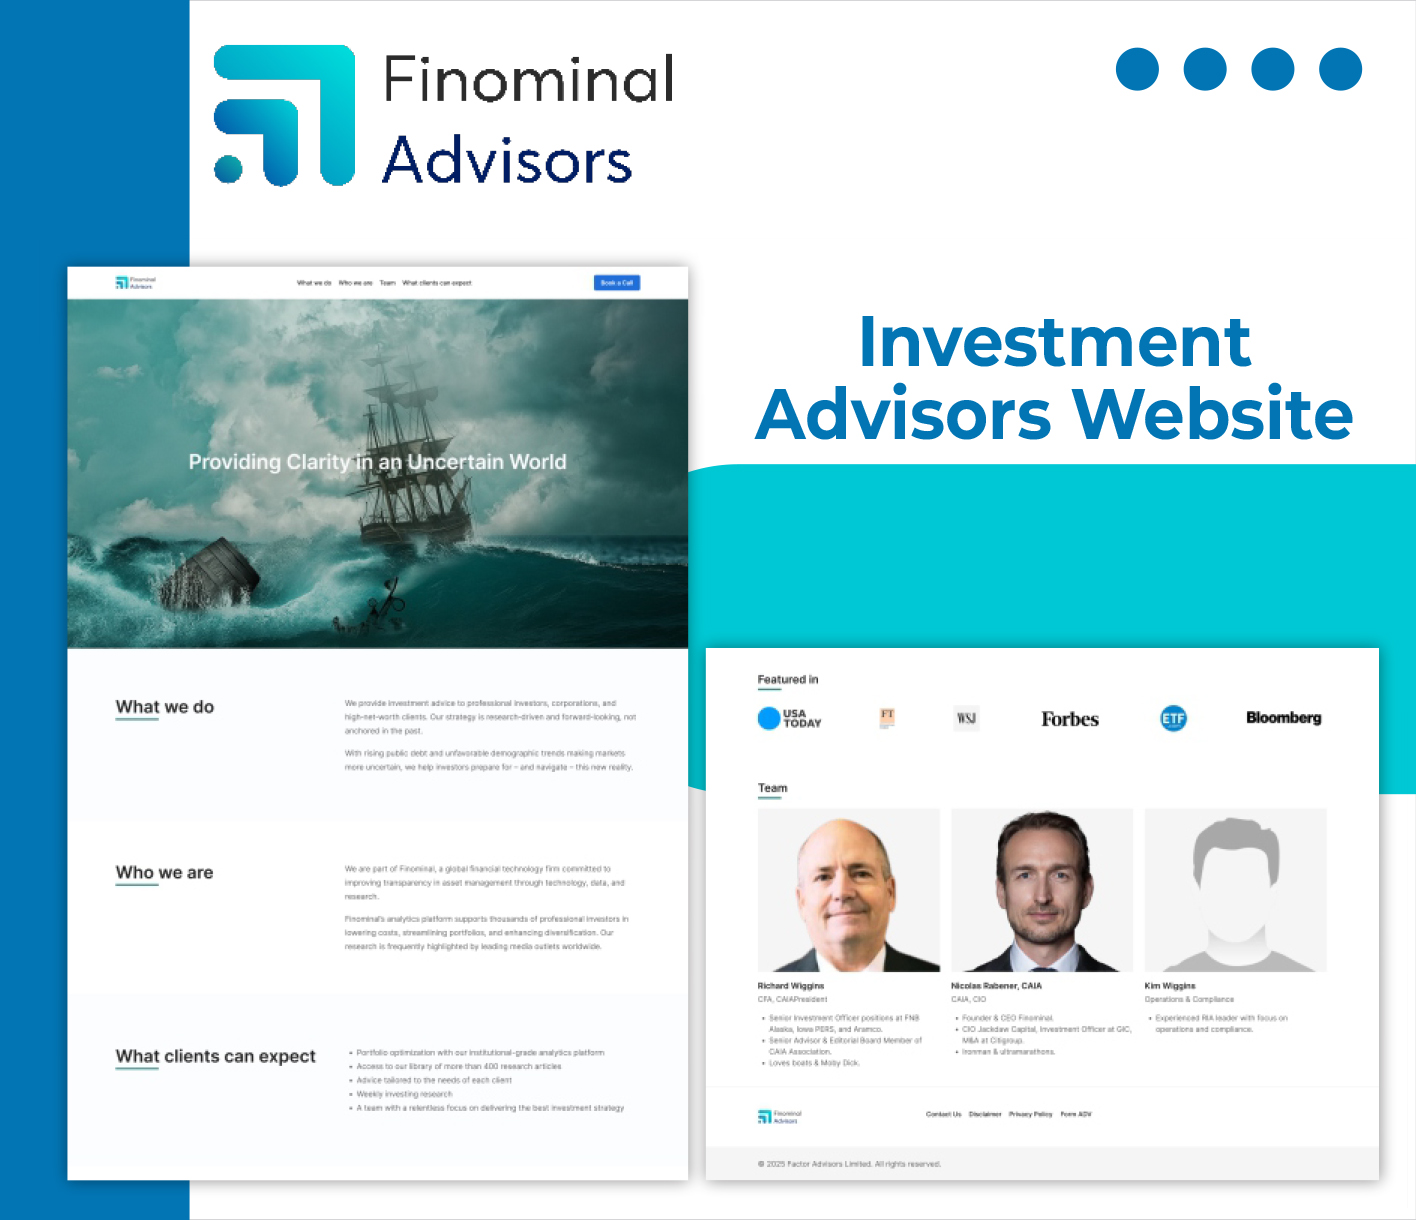 Finominal
Advisors
Investment
Advisors Website
Finominal
Advisors
What we do Who we are Team What clients can expect
Book a Call
Providing Clarity in an Uncertain World
What we do
We provide investment advice to professional investors, corporations, and
high-net-worth clients. Our strategy is research-driven and forward-looking, not
anchored in the past.
With rising public debt and unfavorable demographic trends making markets
more uncertain, we help investors prepare for – and navigate – this new reality.
Who we are
We are part of Finominal, a global financial technology firm committed to
improving transparency in asset management through technology, data, and
research.
Finominal's analytics platform supports thousands of professional investors in
lowering costs, streamlining portfolios, and enhancing diversification. Our
research is frequently highlighted by leading media outlets worldwide.
What clients can expect
• Portfolio optimization with our institutional-grade analytics platform
• Access to our library of more than 400 research articles
• Advice tailored to the needs of each client
• Weekly investing research
• A team with a relentless focus on delivering the best investment strategy
Featured in
USA
TODAY
FT
WSJ
Forbes
ETF
Bloomberg
Team
Richard Wiggins
CFA, CAIAPresident
• Senior Investment Officer positions at FNB
Alaska, Iowa PERS, and Aramco.
• Senior Advisor & Editorial Board Member of
CAIA Association.
• Loves boats & Moby Dick.
Nicolas Rabener, CAIA
CAIA, CIO
• Founder & CEO Finominal.
• CIO Jackdaw Capital, Investment Officer at GIC,
M&A at Citigroup.
• Ironman & ultramarathons.
Kim Wiggins
Operations & Compliance
• Experienced RIA leader with focus on
operations and compliance.
Finominal
Advisors
Contact Us Disclaimer Privacy Policy Form ADV
© 2025 Factor Advisors Limited. All rights reserved.